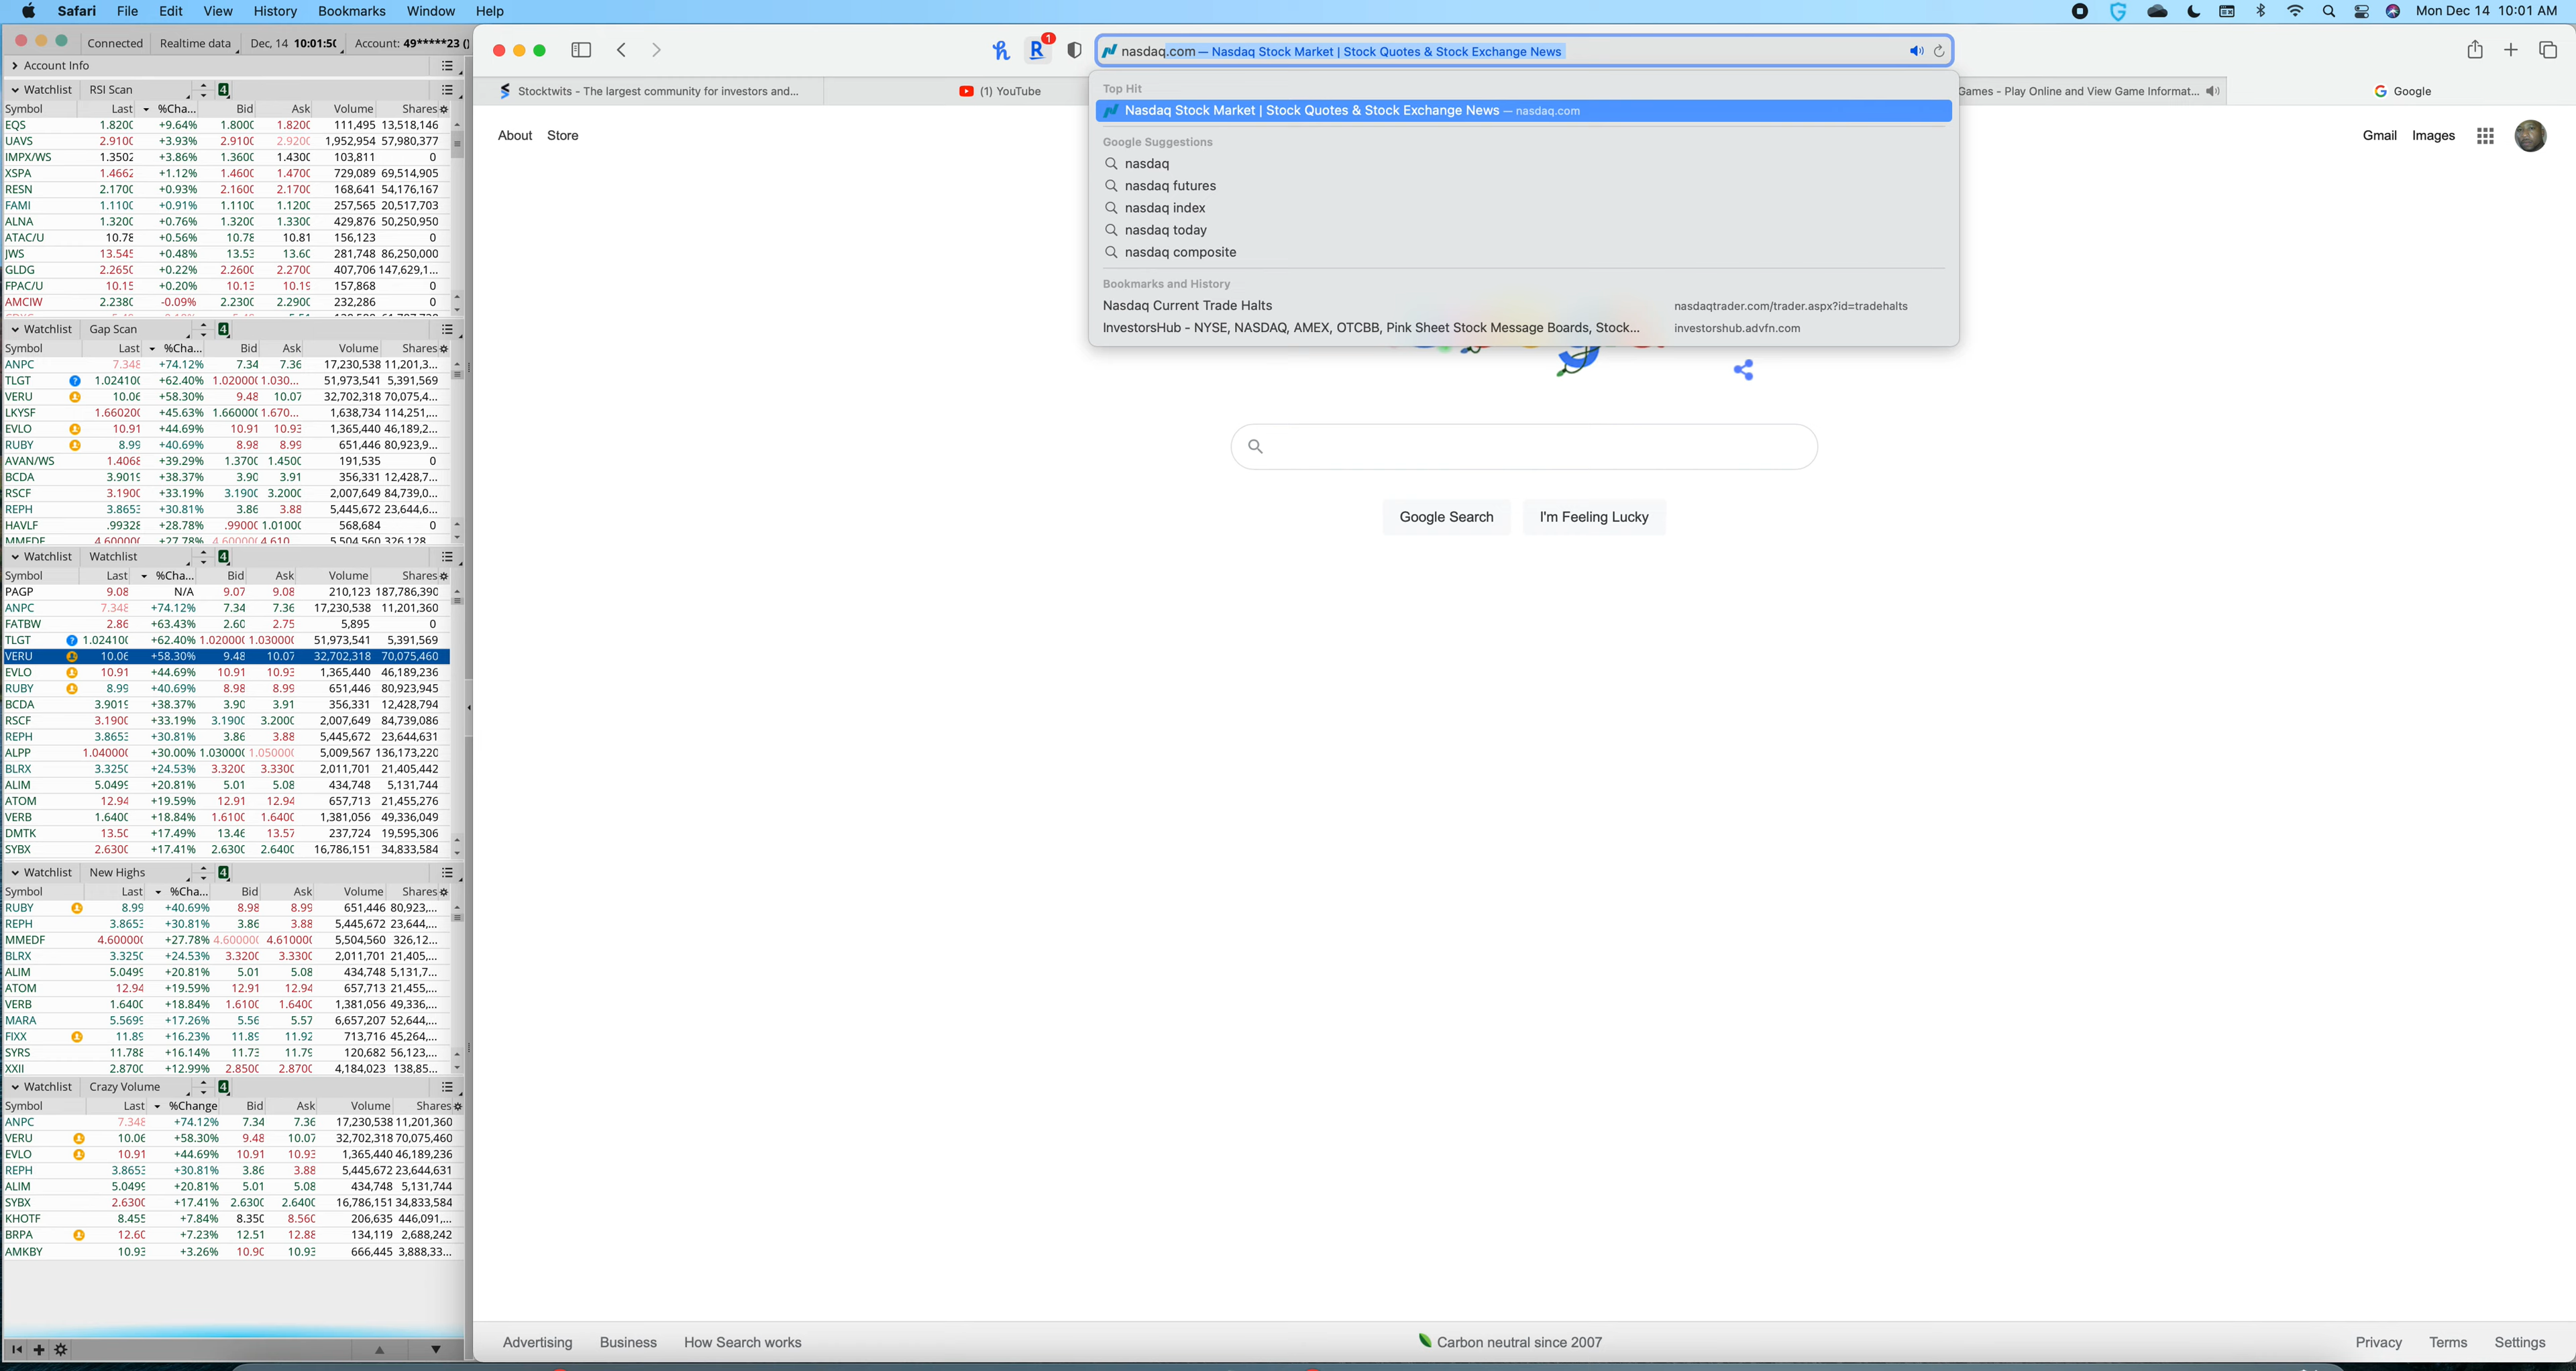 Safari File Edit View History Bookmarks Window Help Mon Dec 14 10:01 AM
Connected Realtime data Dec, 14 10:01:5( Account: 49*****23 ()
Account Info
Watchlist RSI Scan 4
Symbol Last %Cha... Bid Ask Volume Shares
EQS 1.820( +9.64% 1.800( 1.820( 111,495 13,518,146
UAVS 2.910( +3.93% 2.910( 2.920( 1,952,954 57,980,377
IMPX/WS 1.3502 +3.86% 1.360( 1.430( 103,811 0
XSPA 1.4662 +1.12% 1.460( 1.470( 729,089 69,514,905
RESN 2.170( +0.93% 2.160( 2.170( 168,641 54,176,167
FAMI 1.110( +0.91% 1.110( 1.120( 257,565 20,517,703
ALNA 1.320( +0.76% 1.320( 1.330( 429,876 50,250,950
ATAC/U 10.78 +0.56% 10.78 10.81 156,123 0
JWS 13.545 +0.48% 13.53 13.60 281,748 86,250,000
GLDG 2.265( +0.22% 2.260( 2.270( 407,706 147,629,1...
FPAC/U 10.15 +0.20% 10.13 10.19 157,868 0
AMCIW 2.238( -0.09% 2.230( 2.290( 232,286 0
Watchlist Gap Scan 4
Symbol Last %Cha... Bid Ask Volume Shares
ANPC 7.348 +74.12% 7.34 7.36 17,230,538 11,201,3...
TLGT 1.02410( +62.40% 1.02000( 1.030... 51,973,541 5,391,569
VERU 10.06 +58.30% 9.48 10.07 32,702,318 70,075,4...
LKYSF 1.66020( +45.63% 1.66000( 1.670... 1,638,734 114,251,...
EVLO 10.91 +44.69% 10.91 10.93 1,365,440 46,189,2...
RUBY 8.99 +40.69% 8.98 8.99 651,446 80,923,9...
AVAN/WS 1.4068 +39.29% 1.370( 1.450( 191,535 0
BCDA 3.9019 +38.37% 3.90 3.91 356,331 12,428,7...
RSCF 3.190( +33.19% 3.190( 3.200( 2,007,649 84,739,0...
REPH 3.8653 +30.81% 3.86 3.88 5,445,672 23,644,6...
HAVLF .99328 +28.78% .9900( 1.0100( 568,684 0
MMEDF 4.60000( +27.78% 4.60000( 4.610... 5,504,560 326,128...
Watchlist Watchlist 4
Symbol Last %Cha... Bid Ask Volume Shares
PAGP 9.08 N/A 9.07 9.08 210,123 187,786,390
ANPC 7.348 +74.12% 7.34 7.36 17,230,538 11,201,360
FATBW 2.86 +63.43% 2.60 2.75 5,895 0
TLGT 1.02410( +62.40% 1.02000( 1.03000( 51,973,541 5,391,569
VERU 10.06 +58.30% 9.48 10.07 32,702,318 70,075,460
EVLO 10.91 +44.69% 10.91 10.93 1,365,440 46,189,236
RUBY 8.99 +40.69% 8.98 8.99 651,446 80,923,945
BCDA 3.9019 +38.37% 3.90 3.91 356,331 12,428,794
RSCF 3.190( +33.19% 3.190( 3.200( 2,007,649 84,739,086
REPH 3.8653 +30.81% 3.86 3.88 5,445,672 23,644,631
ALPP 1.04000( +30.00% 1.03000( 1.05000( 5,009,567 136,173,220
BLRX 3.325( +24.53% 3.320( 3.330( 2,011,701 21,405,442
ALIM 5.0499 +20.81% 5.01 5.08 434,748 5,131,744
ATOM 12.94 +19.59% 12.91 12.94 657,713 21,455,276
VERB 1.640( +18.84% 1.610( 1.640( 1,381,056 49,336,049
DMTK 13.50 +17.49% 13.46 13.57 237,724 19,595,306
SYBX 2.630( +17.41% 2.630( 2.640( 16,786,151 34,833,584
Watchlist New Highs 4
Symbol Last %Cha... Bid Ask Volume Shares
RUBY 8.99 +40.69% 8.98 8.99 651,446 80,923,...
REPH 3.8653 +30.81% 3.86 3.88 5,445,672 23,644,...
MMEDF 4.60000( +27.78% 4.60000( 4.61000( 5,504,560 326,12...
BLRX 3.325( +24.53% 3.320( 3.330( 2,011,701 21,405,...
ALIM 5.0499 +20.81% 5.01 5.08 434,748 5,131,7...
ATOM 12.94 +19.59% 12.91 12.94 657,713 21,455,...
VERB 1.640( +18.84% 1.610( 1.640( 1,381,056 49,336,...
MARA 5.5699 +17.26% 5.56 5.57 6,657,207 52,644,...
FIXX 11.89 +16.23% 11.89 11.92 713,716 45,264,...
SYRS 11.788 +16.14% 11.73 11.79 120,682 56,123,...
XXII 2.870( +12.99% 2.850( 2.870( 4,184,023 138,85...
Watchlist Crazy Volume 4
Symbol Last %Change Bid Ask Volume Shares
ANPC 7.348 +74.12% 7.34 7.36 17,230,538 11,201,360
VERU 10.06 +58.30% 9.48 10.07 32,702,318 70,075,460
EVLO 10.91 +44.69% 10.91 10.93 1,365,440 46,189,236
REPH 3.8653 +30.81% 3.86 3.88 5,445,672 23,644,631
ALIM 5.0499 +20.81% 5.01 5.08 434,748 5,131,744
SYBX 2.630( +17.41% 2.630( 2.640( 16,786,151 34,833,584
KHOTF 8.455 +7.84% 8.350 8.560 206,635 446,091,...
BRPA 12.60 +7.23% 12.51 12.88 134,119 2,688,242
AMKBY 10.93 +3.26% 10.90 10.93 666,445 3,888,33...
R 1 nasdaq.com — Nasdaq Stock Market | Stock Quotes & Stock Exchange News
Stocktwits - The largest community for investors and... (1) YouTube Games - Play Online and View Game Informat... Google
About Store Gmail Images
Top Hit
Nasdaq Stock Market | Stock Quotes & Stock Exchange News — nasdaq.com
Google Suggestions
nasdaq
nasdaq futures
nasdaq index
nasdaq today
nasdaq composite
Bookmarks and History
Nasdaq Current Trade Halts nasdaqtrader.com/trader.aspx?id=tradehalts
InvestorsHub - NYSE, NASDAQ, AMEX, OTCBB, Pink Sheet Stock Message Boards, Stock... investorshub.advfn.com
Google Search I'm Feeling Lucky
Advertising Business How Search works Carbon neutral since 2007 Privacy Terms Settings